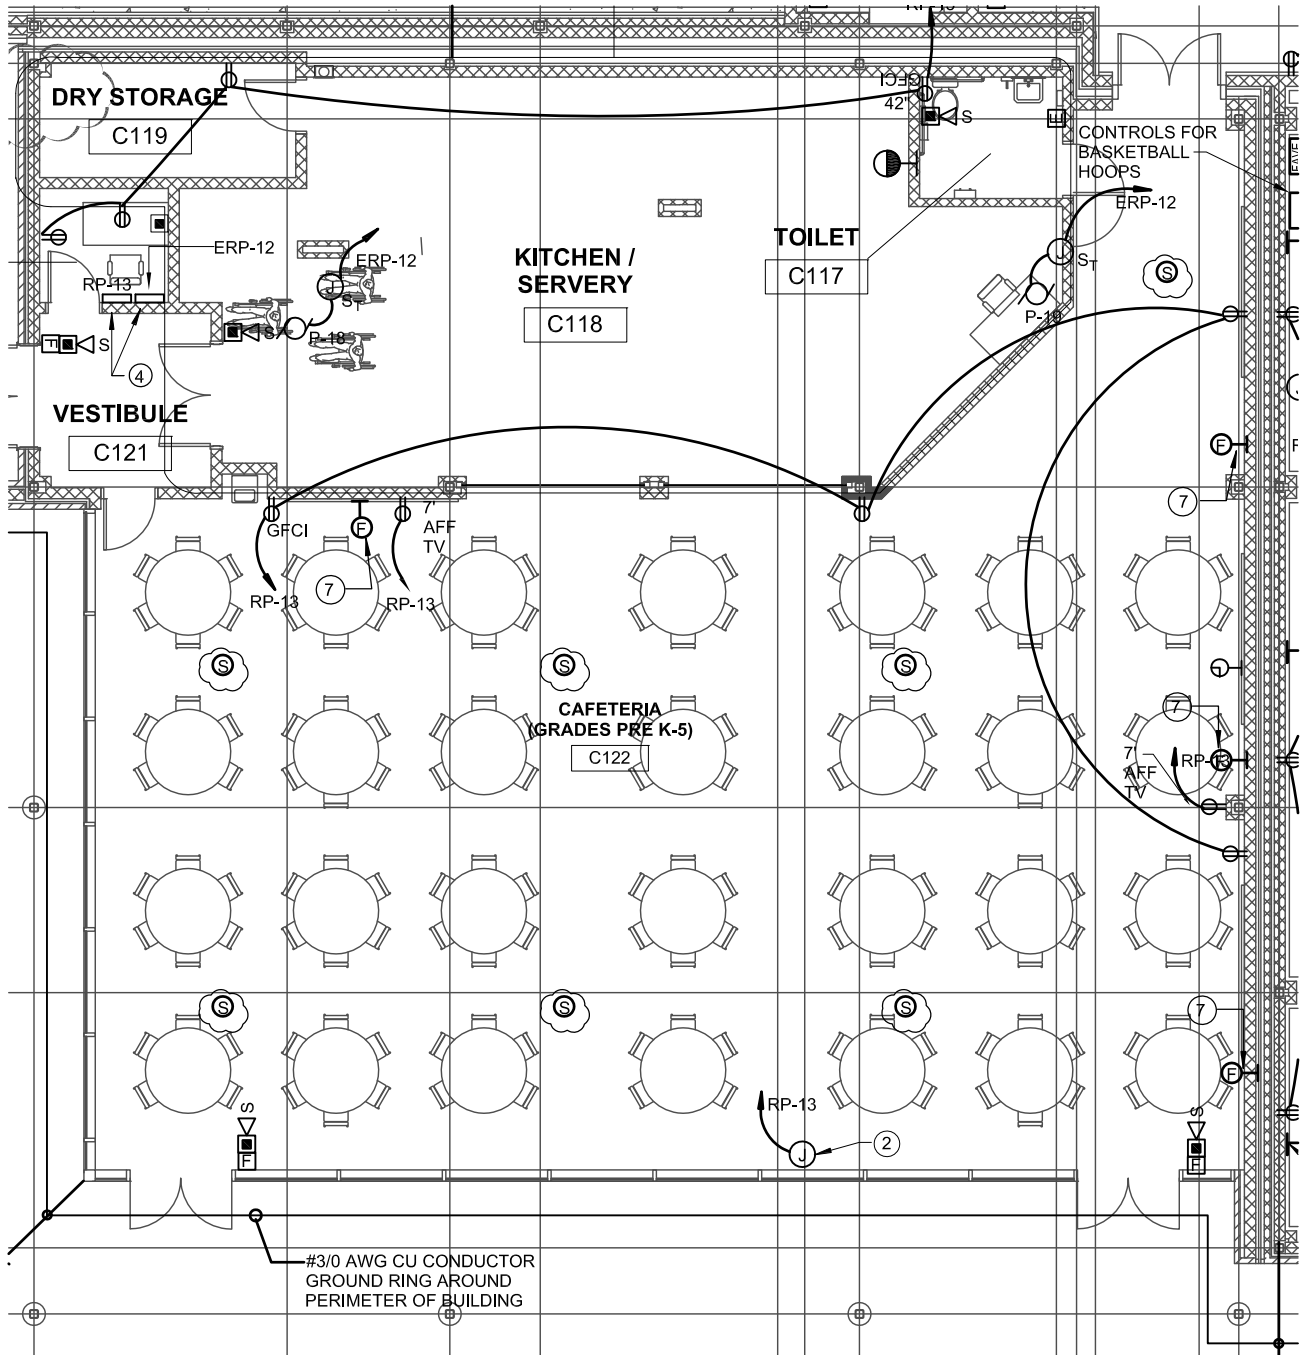 DRY STORAGE
C119
GFCI
42"
S
E
CONTROLS FOR
BASKETBALL
HOOPS
ERP-12
ERP-12
ERP-12
KITCHEN /
SERVERY
C118
TOILET
C117
J
S
T
J
S
T
S
RP-13
P-18
S
P-19
F
S
4
VESTIBULE
C121
F
7
GFCI
F
7'
AFF
TV
7
RP-13
RP-13
S
S
S
CAFETERIA
(GRADES PRE K-5)
C122
7
7'
AFF
TV
RP-13
F
S
S
S
7
F
S
F
RP-13
J
2
S
F
#3/0 AWG CU CONDUCTOR
GROUND RING AROUND
PERIMETER OF BUILDING